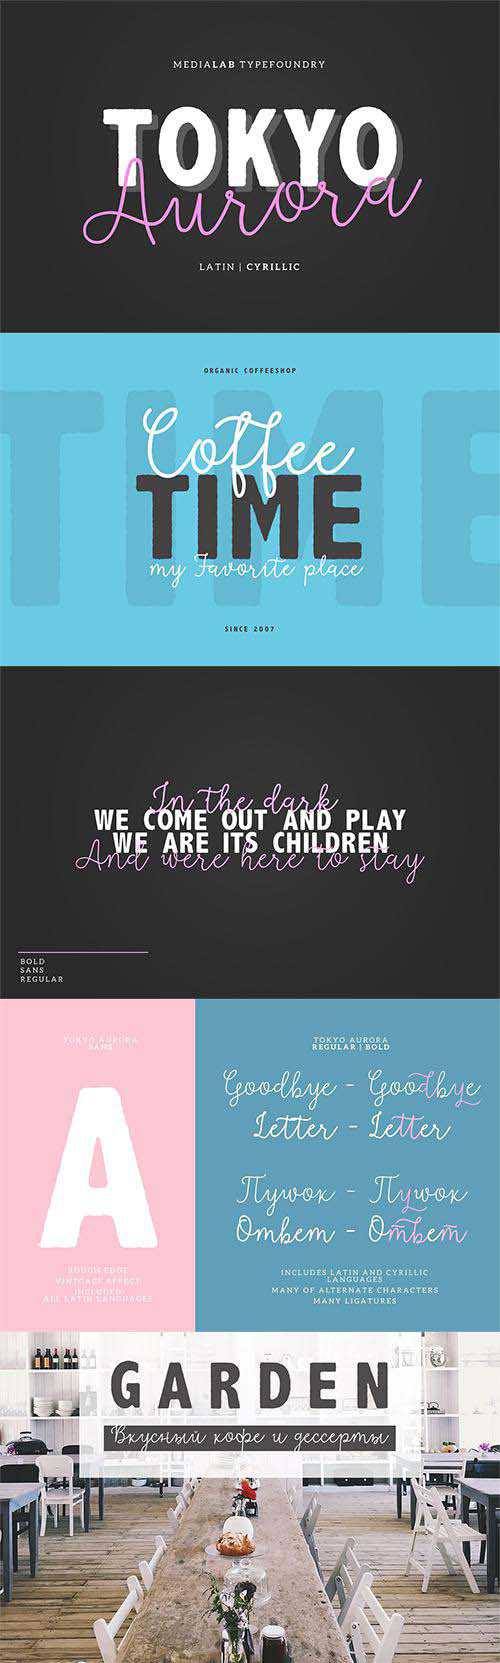 MEDIALAB TYPEFOUNDRY
TOKYO
Aurora
LATIN | CYRILLIC
ORGANIC COFFEESHOP
TIME
Coffee
TIME
my Favorite place
SINCE 2007
In the dark
WE COME OUT AND PLAY
WE ARE ITS CHILDREN
And were here to stay
BOLD
SANS
REGULAR
TOKYO AURORA
SANS
A
ROUGH EDGE
VINTAGE EFFECT
INCLUDED
ALL LATIN LANGUAGES
TOKYO AURORA
REGULAR | BOLD
Goodbye - Goodbye
Letter - Letter
Пушок - Пушок
Ответ - Ответ
INCLUDES LATIN AND CYRILLIC
LANGUAGES
MANY OF ALTERNATE CHARACTERS
MANY LIGATURES
GARDEN
Вкусный кофе и дессерты